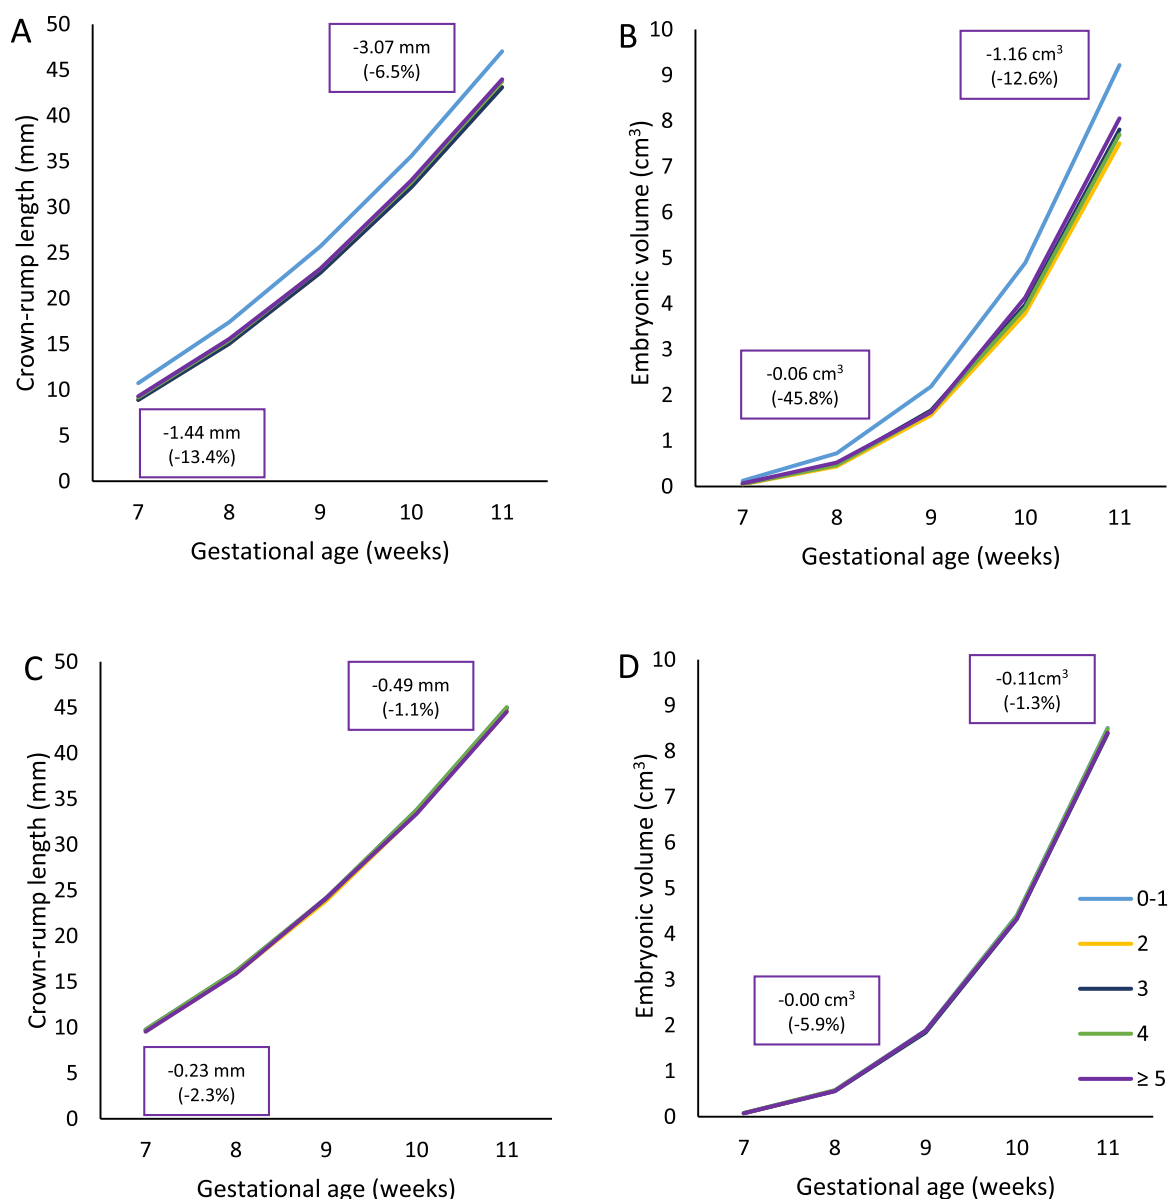 A
50
45
40
35
30
25
20
15
10
5
0
Crown-rump length (mm)
-3.07 mm
(-6.5%)
-1.44 mm
(-13.4%)
7 8 9 10 11
Gestational age (weeks)
B
10
9
8
7
6
5
4
3
2
1
0
Embryonic volume (cm³)
-1.16 cm³
(-12.6%)
-0.06 cm³
(-45.8%)
7 8 9 10 11
Gestational age (weeks)
C
50
45
40
35
30
25
20
15
10
5
0
Crown-rump length (mm)
-0.49 mm
(-1.1%)
-0.23 mm
(-2.3%)
7 8 9 10 11
Gestational age (weeks)
D
10
9
8
7
6
5
4
3
2
1
0
Embryonic volume (cm³)
-0.11cm³
(-1.3%)
-0.00 cm³
(-5.9%)
7 8 9 10 11
Gestational age (weeks)
0-1
2
3
4
≥ 5